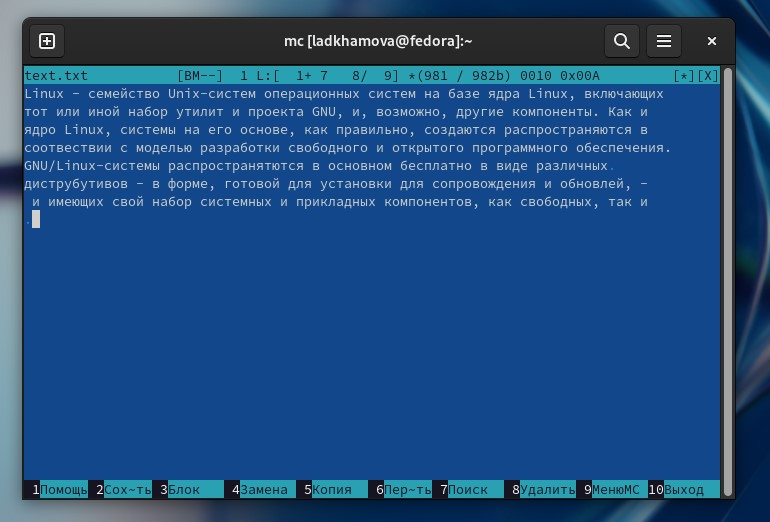 mc [ladkhamova@fedora]:~
text.txt [BM--] 1 L:[ 1+ 7 8/ 9] *(981 / 982b) 0010 0x00A [*][X]
Linux – семейство Unix-систем операционных систем на базе ядра Linux, включающих
тот или иной набор утилит и проекта GNU, и, возможно, другие компоненты. Как и
ядро Linux, системы на его основе, как правильно, создаются распространяются в
соотвествии с моделью разработки свободного и открытого программного обеспечения.
GNU/Linux-системы распространятются в основном бесплатно в виде различных.
диструбутивов – в форме, готовой для установки для сопровождения и обновлей, –
и имеющих свой набор системных и прикладных компонентов, как свободных, так и
.
1Помощь 2Сох~ть 3Блок 4Замена 5Копия 6Пер~ть 7Поиск 8Удалить 9МенюMC 10Выход